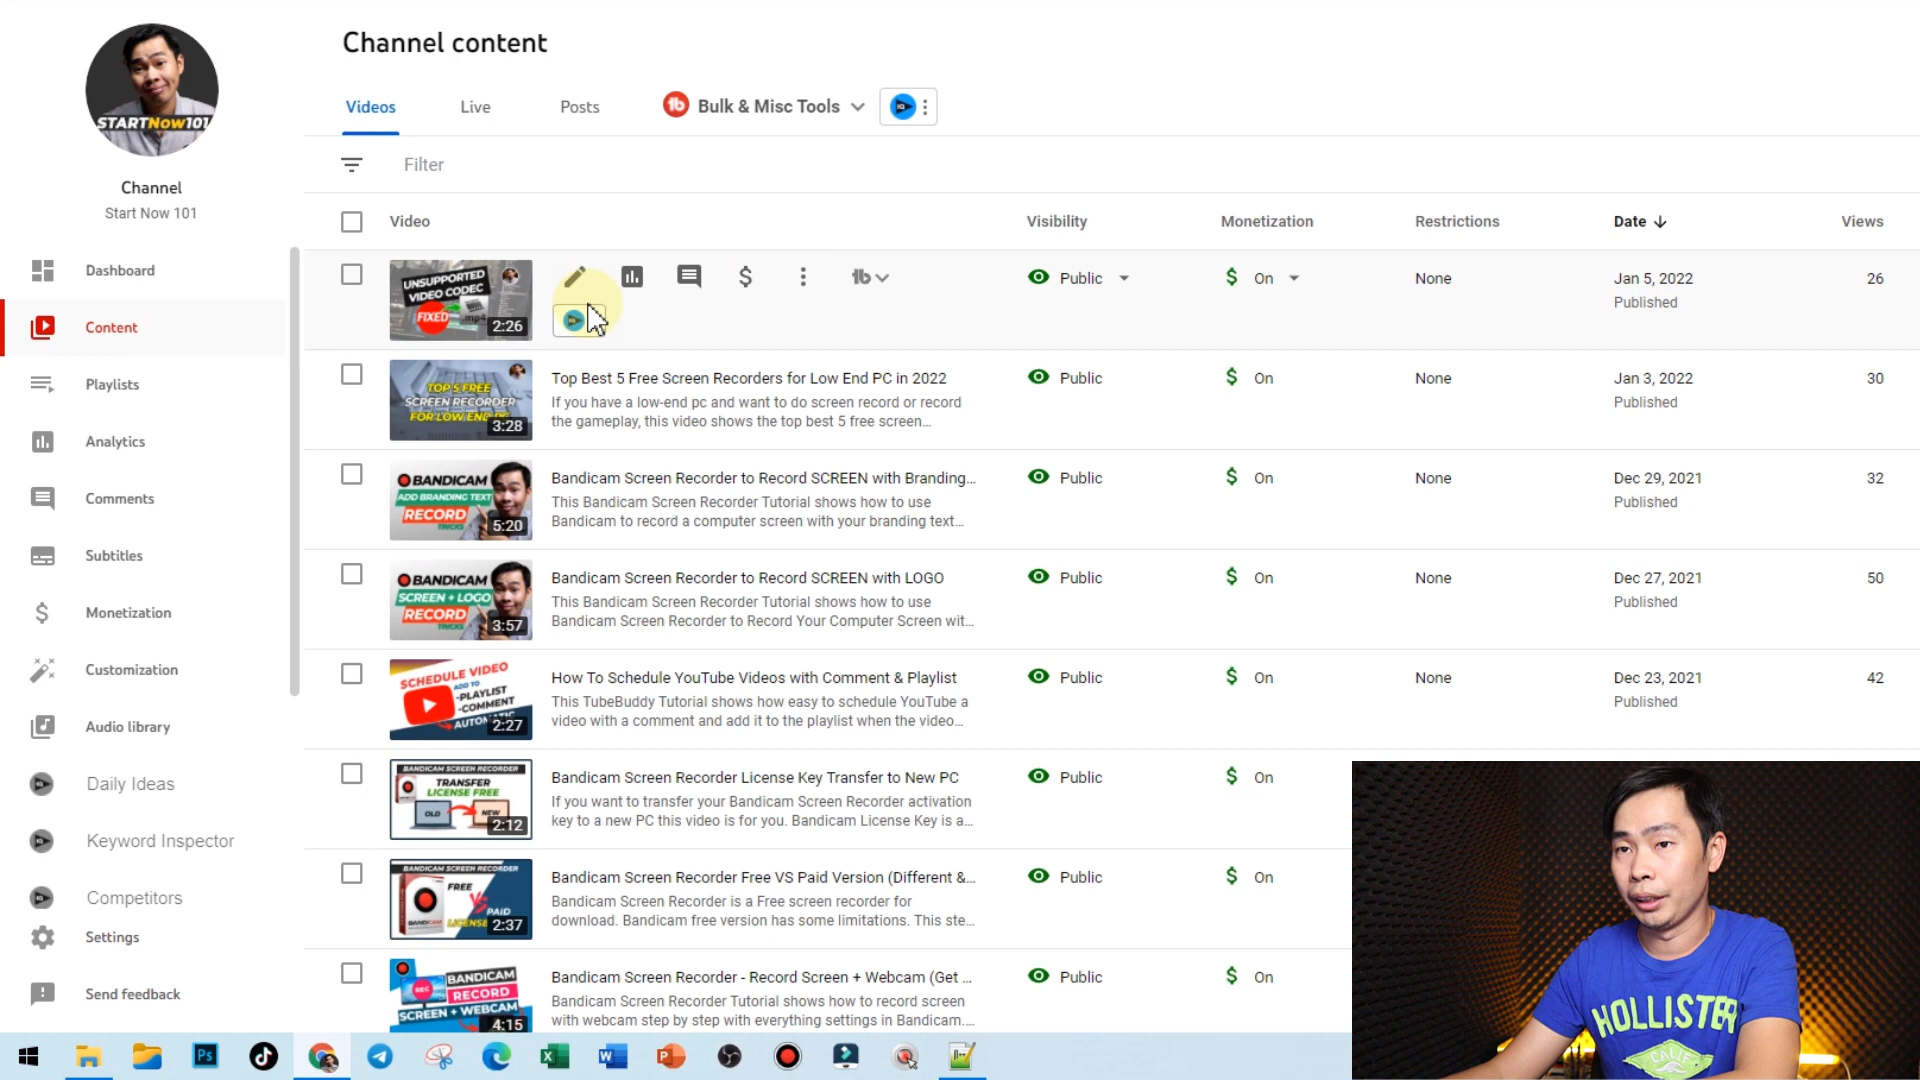 Channel content
STARTNow101
Channel
Start Now 101
Videos
Live
Posts
Bulk & Misc Tools
Filter
Video
Visibility
Monetization
Restrictions
Date
Views
Dashboard
Content
Playlists
Analytics
Comments
Subtitles
Monetization
Customization
Audio library
Daily Ideas
Keyword Inspector
Competitors
Settings
Send feedback
UNSUPPORTED
VIDEO CODEC
FIXED
.mp4
2:26
Public
On
None
Jan 5, 2022
Published
26
TOP 5 FREE
SCREEN RECORDER
FOR LOW END PC
3:28
Top Best 5 Free Screen Recorders for Low End PC in 2022
If you have a low-end pc and want to do screen record or record
the gameplay, this video shows the top best 5 free screen...
Public
On
None
Jan 3, 2022
Published
30
BANDICAM
ADD BRANDING TEXT
RECORD
TRICKS
5:20
Bandicam Screen Recorder to Record SCREEN with Branding...
This Bandicam Screen Recorder Tutorial shows how to use
Bandicam to record a computer screen with your branding text...
Public
On
None
Dec 29, 2021
Published
32
BANDICAM
SCREEN + LOGO
RECORD
TRICKS
3:57
Bandicam Screen Recorder to Record SCREEN with LOGO
This Bandicam Screen Recorder Tutorial shows how to use
Bandicam Screen Recorder to Record Your Computer Screen wit...
Public
On
None
Dec 27, 2021
Published
50
SCHEDULE VIDEO
ADD TO
-PLAYLIST
-COMMENT
AUTOMATIC
2:27
How To Schedule YouTube Videos with Comment & Playlist
This TubeBuddy Tutorial shows how easy to schedule YouTube a
video with a comment and add it to the playlist when the video...
Public
On
None
Dec 23, 2021
Published
42
BANDICAM SCREEN RECORDER
TRANSFER
LICENSE FREE
OLD
NEW
2:12
Bandicam Screen Recorder License Key Transfer to New PC
If you want to transfer your Bandicam Screen Recorder activation
key to a new PC this video is for you. Bandicam License Key is a...
Public
On
BANDICAM SCREEN RECORDER
FREE
VS
PAID
LICENSE
2:37
Bandicam Screen Recorder Free VS Paid Version (Different &...
Bandicam Screen Recorder is a Free screen recorder for
download. Bandicam free version has some limitations. This ste...
Public
On
BANDICAM
REC
RECORD
SCREEN + WEBCAM
4:15
Bandicam Screen Recorder - Record Screen + Webcam (Get ...
Bandicam Screen Recorder Tutorial shows how to record screen
with webcam step by step with everything settings in Bandicam....
Public
On
HOLLISTER
CALIF
Ps